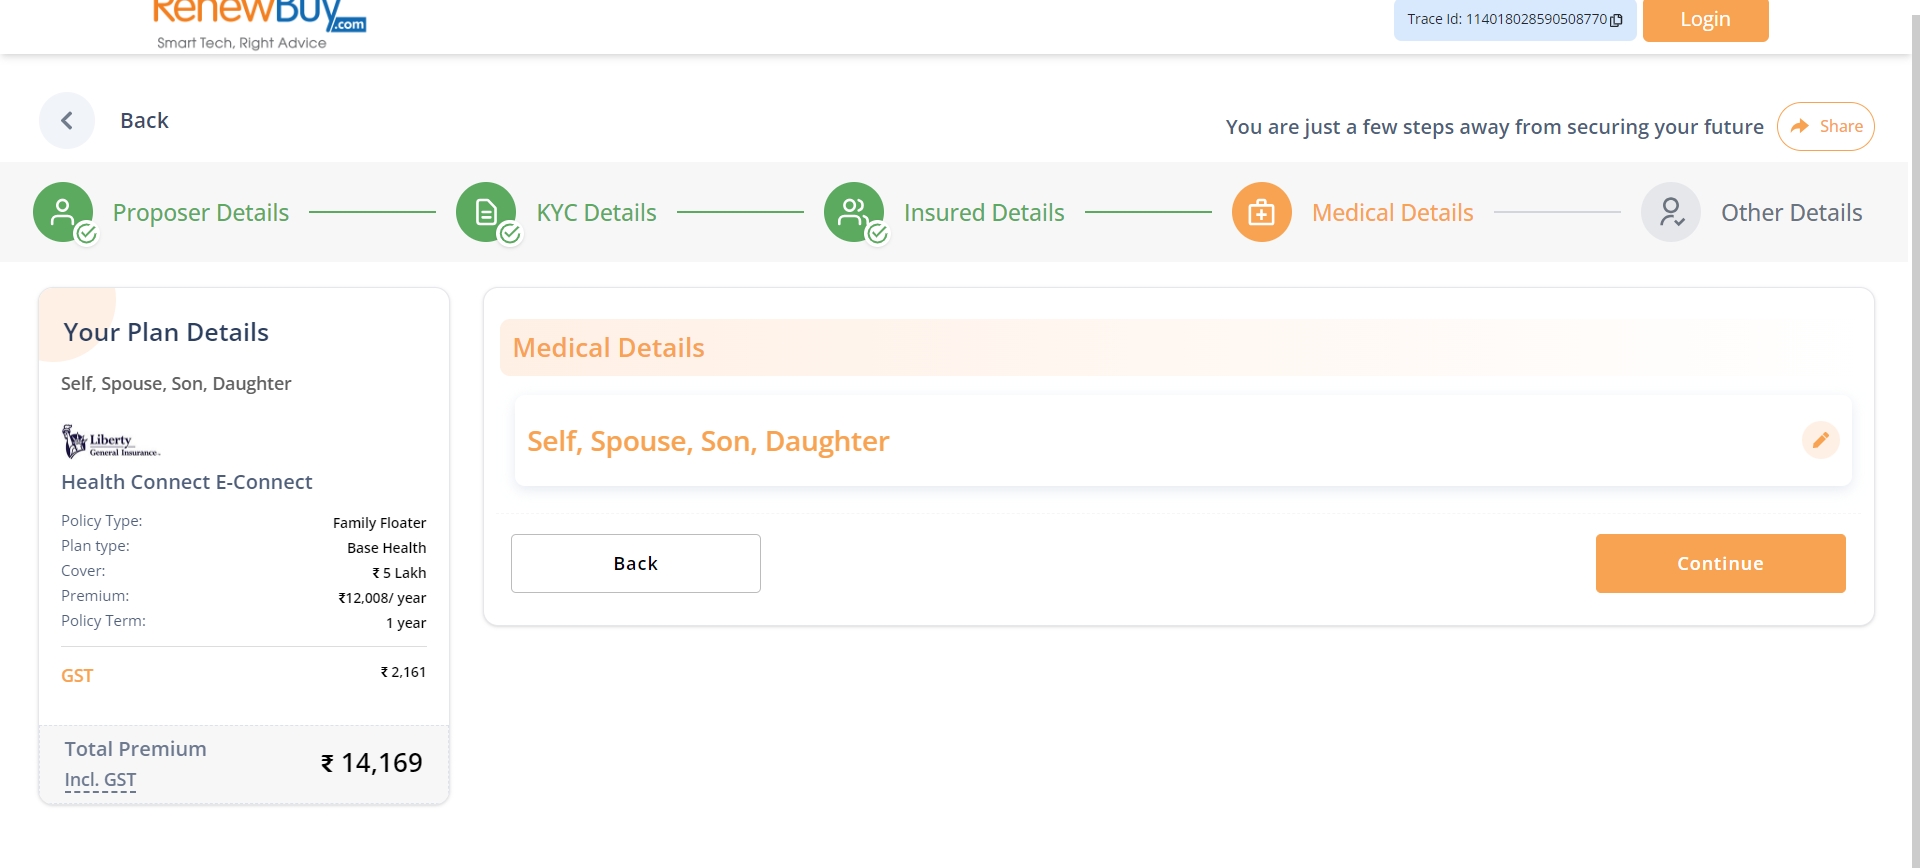 RenewBuy.com
Smart Tech, Right Advice
Trace Id: 114018028590508770
Login
Back
You are just a few steps away from securing your future
Share
Proposer Details
KYC Details
Insured Details
Medical Details
Other Details
Your Plan Details
Self, Spouse, Son, Daughter
Liberty
General Insurance
Health Connect E-Connect
Policy Type: Family Floater
Plan type: Base Health
Cover: ₹ 5 Lakh
Premium: ₹12,008/ year
Policy Term: 1 year
GST ₹ 2,161
Total Premium ₹ 14,169
Incl. GST
Medical Details
Self, Spouse, Son, Daughter
Back
Continue